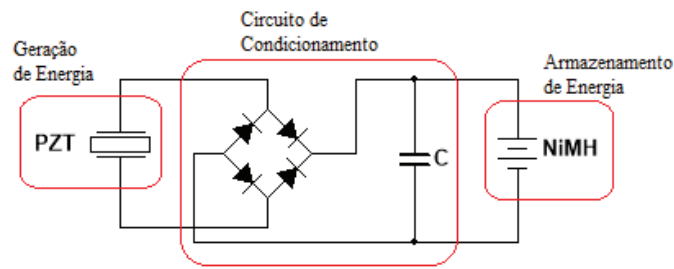 Geração
de Energia
Circuito de
Condicionamento
Armazenamento
de Energia
PZT
C
NiMH